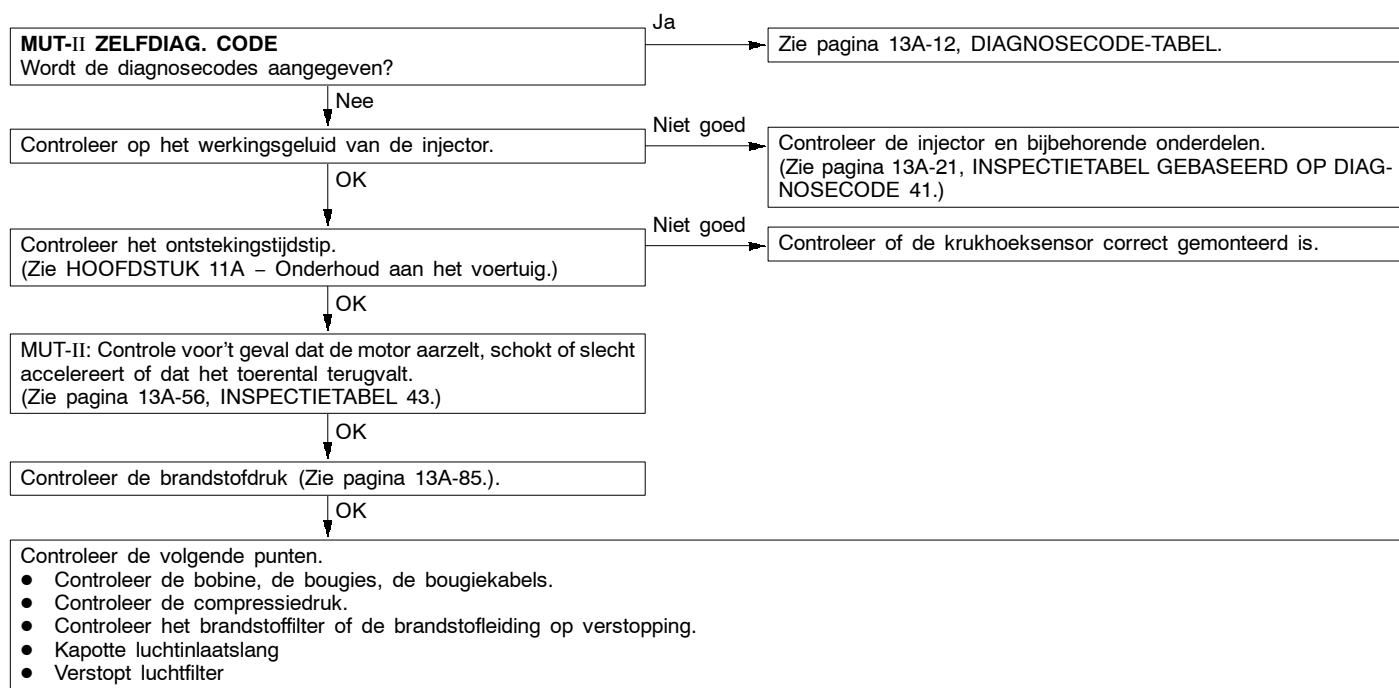 MUT-II ZELFDIAG. CODE
Wordt de diagnosecodes aangegeven?
Ja
Zie pagina 13A-12, DIAGNOSECODE-TABEL.
Nee
Controleer op het werkingsgeluid van de injector.
Niet goed
Controleer de injector en bijbehorende onderdelen.
(Zie pagina 13A-21, INSPECTIETABEL GEBASEERD OP DIAG-
NOSECODE 41.)
OK
Controleer het ontstekingstijdstip.
(Zie HOOFDSTUK 11A – Onderhoud aan het voertuig.)
Niet goed
Controleer of de krukhoeksensor correct gemonteerd is.
OK
MUT-II: Controle voor't geval dat de motor aarzelt, schokt of slecht
accelereert of dat het toerental terugvalt.
(Zie pagina 13A-56, INSPECTIETABEL 43.)
OK
Controleer de brandstofdruk (Zie pagina 13A-85.).
OK
Controleer de volgende punten.
● Controleer de bobine, de bougies, de bougiekabels.
● Controleer de compressiedruk.
● Controleer het brandstoffilter of de brandstofleiding op verstopping.
● Kapotte luchtinlaatslang
● Verstopt luchtfilter